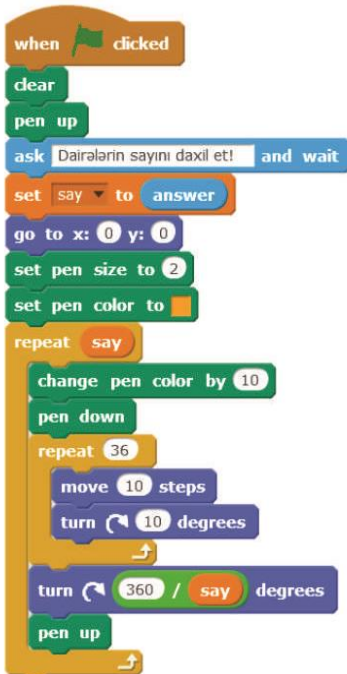 when clicked
clear
pen up
ask Dairələrin sayını daxil et! and wait
set say to answer
go to x: 0 y: 0
set pen size to 2
set pen color to
repeat say
change pen color by 10
pen down
repeat 36
move 10 steps
turn 10 degrees
turn 360 / say degrees
pen up